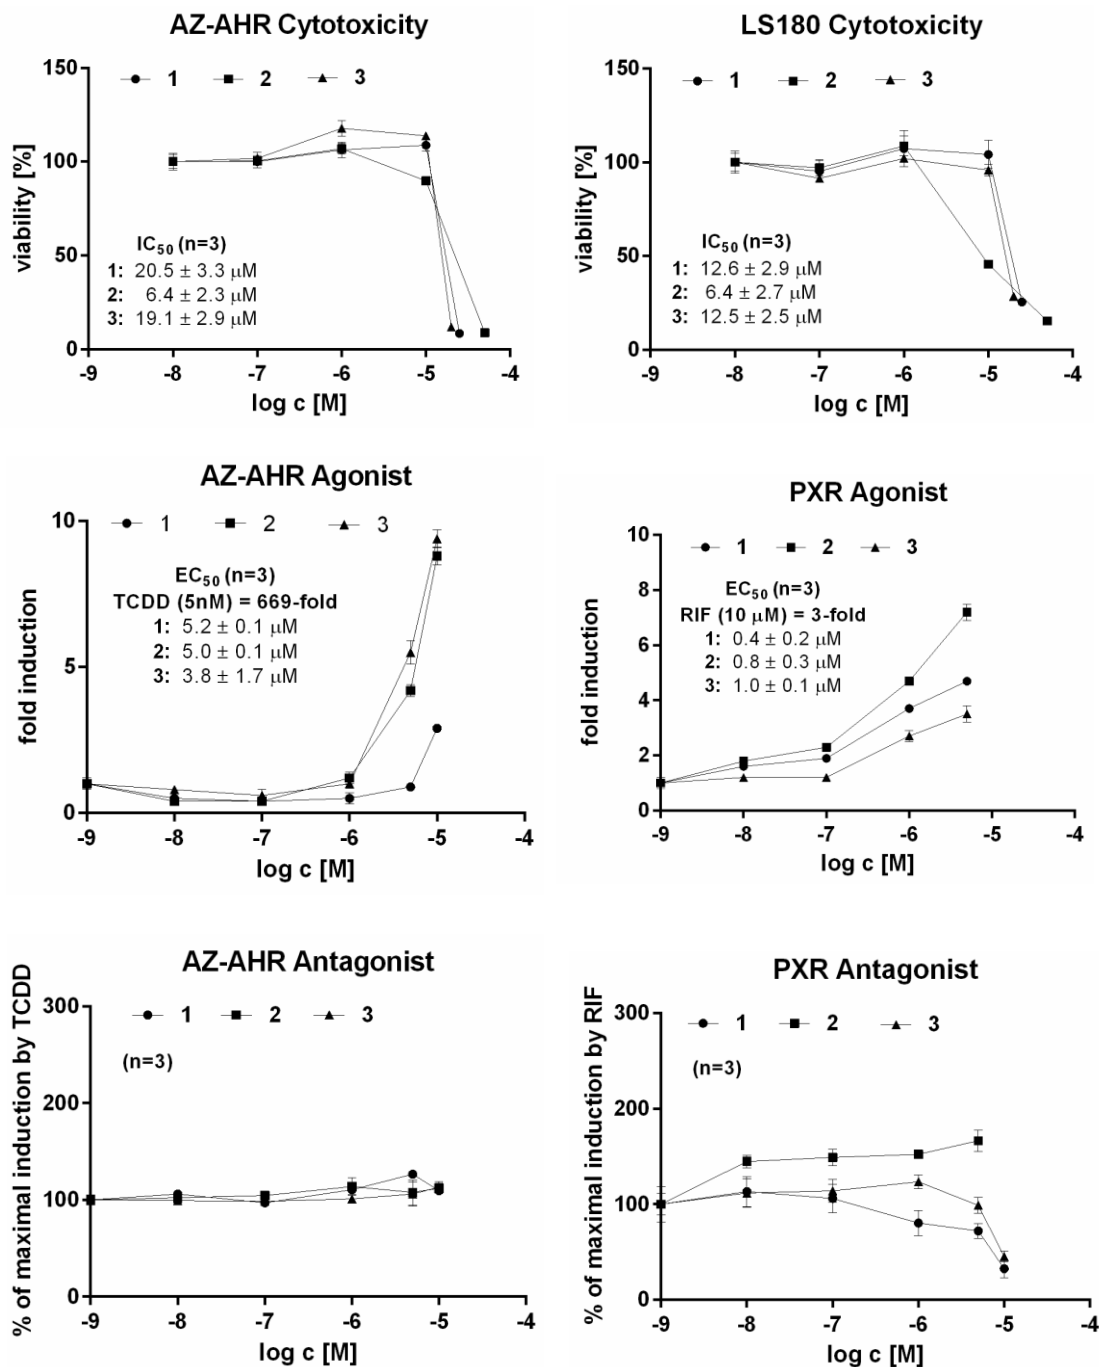 AZ-AHR Cytotoxicity
1 2 3
150
100
50
0
viability [%]
IC50 (n=3)
1: 20.5 ± 3.3 μM
2: 6.4 ± 2.3 μM
3: 19.1 ± 2.9 μM
-9 -8 -7 -6 -5 -4
log c [M]
LS180 Cytotoxicity
1 2 3
150
100
50
0
viability [%]
IC50 (n=3)
1: 12.6 ± 2.9 μM
2: 6.4 ± 2.7 μM
3: 12.5 ± 2.5 μM
-9 -8 -7 -6 -5 -4
log c [M]
AZ-AHR Agonist
1 2 3
10
5
0
fold induction
EC50 (n=3)
TCDD (5nM) = 669-fold
1: 5.2 ± 0.1 μM
2: 5.0 ± 0.1 μM
3: 3.8 ± 1.7 μM
-9 -8 -7 -6 -5 -4
log c [M]
PXR Agonist
1 2 3
10
8
6
4
2
0
fold induction
EC50 (n=3)
RIF (10 μM) = 3-fold
1: 0.4 ± 0.2 μM
2: 0.8 ± 0.3 μM
3: 1.0 ± 0.1 μM
-9 -8 -7 -6 -5 -4
log c [M]
AZ-AHR Antagonist
1 2 3
300
200
100
0
% of maximal induction by TCDD
(n=3)
-9 -8 -7 -6 -5 -4
log c [M]
PXR Antagonist
1 2 3
300
200
100
0
% of maximal induction by RIF
(n=3)
-9 -8 -7 -6 -5 -4
log c [M]